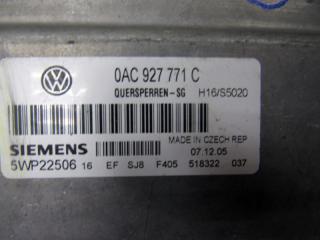 0AC 927 771 C
QUERSPERREN-SG H16/S5020
MADE IN CZECH REP
SIEMENS 07.12.05
5WP22506 16 EF SJ8 F405 518322 037